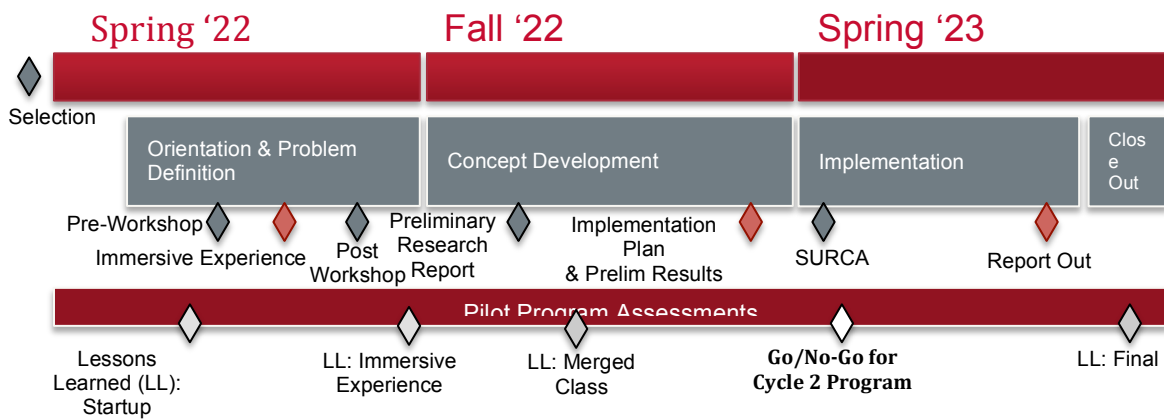 Spring ‘22
Fall ‘22
Spring ‘23
Selection
Orientation & Problem
Definition
Concept Development
Implementation
Clos
e
Out
Pre-Workshop
Immersive Experience
Post
Workshop
Preliminary
Research
Report
Implementation
Plan
& Prelim Results
SURCA
Report Out
Pilot Program Assessments
Lessons
Learned (LL):
Startup
LL: Immersive
Experience
LL: Merged
Class
Go/No-Go for
Cycle 2 Program
LL: Final